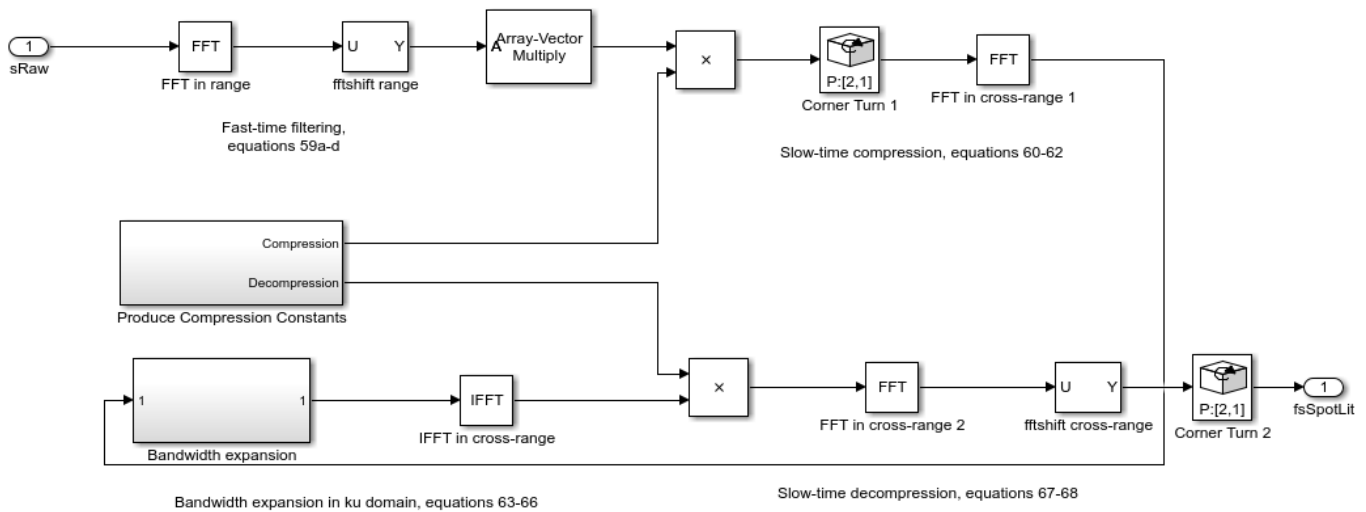 1
sRaw
FFT
FFT in range
U Y
fftshift range
A
Array-Vector
Multiply
×
P:[2,1]
Corner Turn 1
FFT
FFT in cross-range 1
Fast-time filtering,
equations 59a-d
Slow-time compression, equations 60-62
Compression
Decompression
Produce Compression Constants
1 1
Bandwidth expansion
IFFT
IFFT in cross-range
×
FFT
FFT in cross-range 2
U Y
fftshift cross-range
P:[2,1]
Corner Turn 2
1
fsSpotLit
Bandwidth expansion in ku domain, equations 63-66
Slow-time decompression, equations 67-68